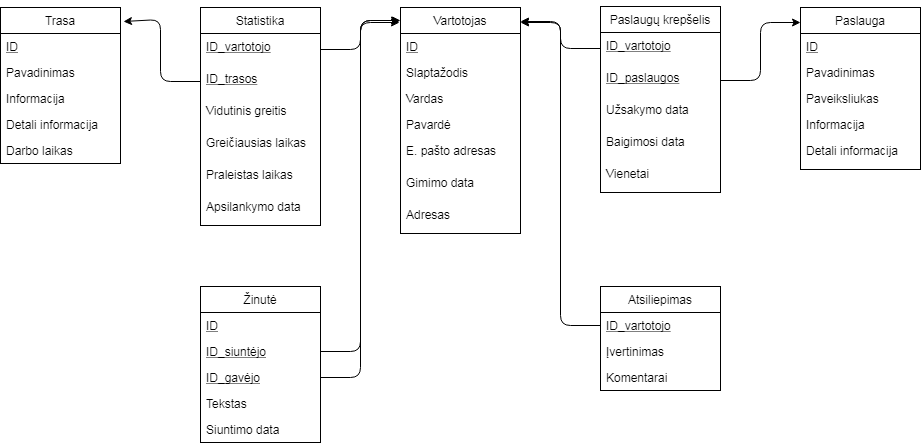 Trasa
ID
Pavadinimas
Informacija
Detali informacija
Darbo laikas
Statistika
ID_vartotojo
ID_trasos
Vidutinis greitis
Greičiausias laikas
Praleistas laikas
Apsilankymo data
Vartotojas
ID
Slaptažodis
Vardas
Pavardė
E. pašto adresas
Gimimo data
Adresas
Paslaugų krepšelis
ID_vartotojo
ID_paslaugos
Užsakymo data
Baigimosi data
Vienetai
Paslauga
ID
Pavadinimas
Paveiksliukas
Informacija
Detali informacija
Žinutė
ID
ID_siuntėjo
ID_gavėjo
Tekstas
Siuntimo data
Atsiliepimas
ID_vartotojo
Įvertinimas
Komentarai